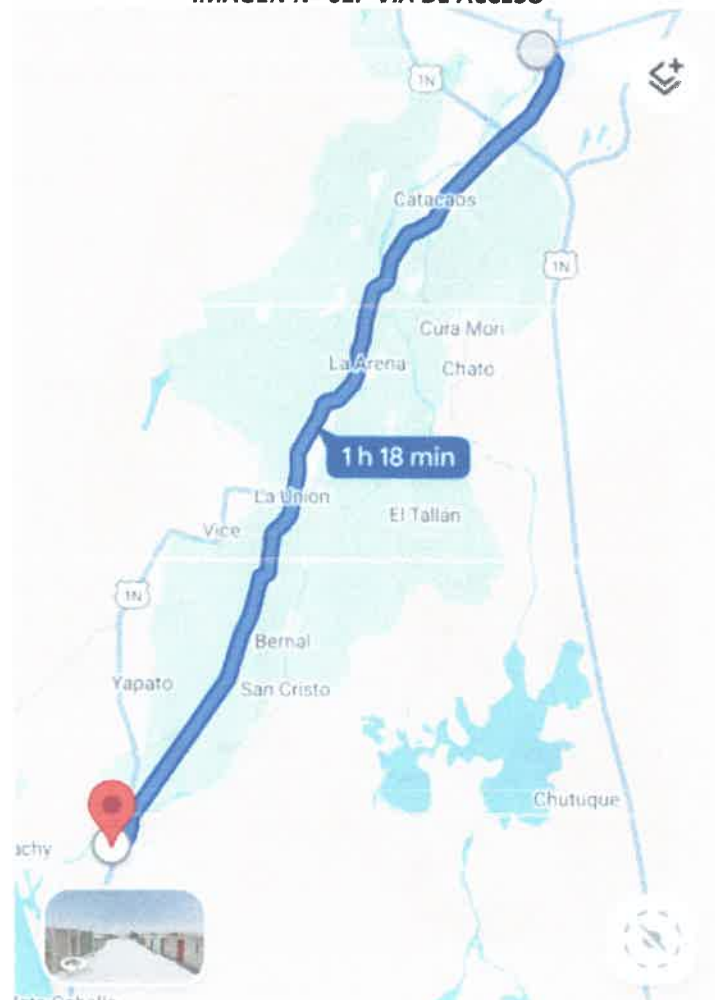 1N
Catacaos
1N
Cura Mori
La Arena
Chato
1 h 18 min
La Union
El Tallan
Vice
1N
Bernal
Yapato
San Cristo
Chutuque
achy